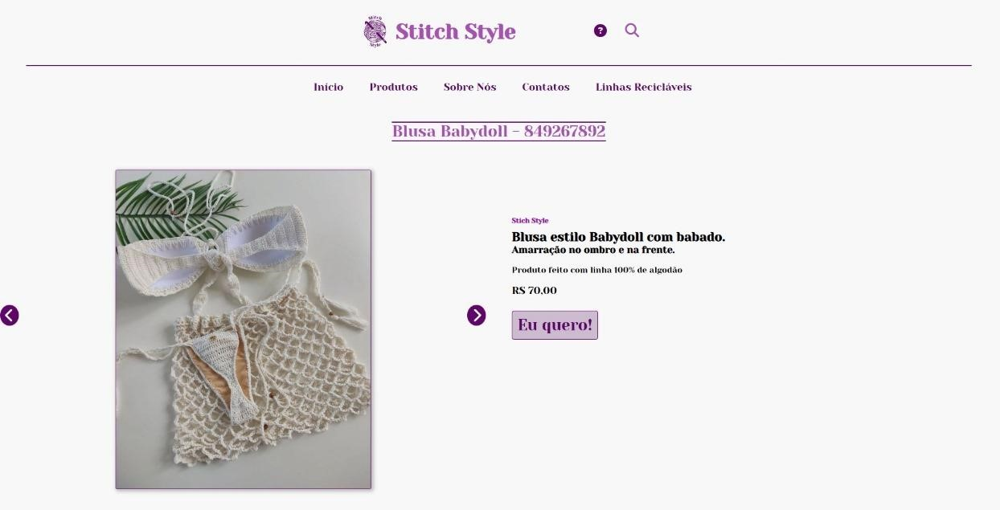 Stitch
Style
Stitch Style
?
Início Produtos Sobre Nós Contatos Linhas Recicláveis
Blusa Babydoll - 849267892
Stich Style
Blusa estilo Babydoll com babado.
Amarração no ombro e na frente.
Produto feito com linha 100% de algodão
R$ 70,00
Eu quero!